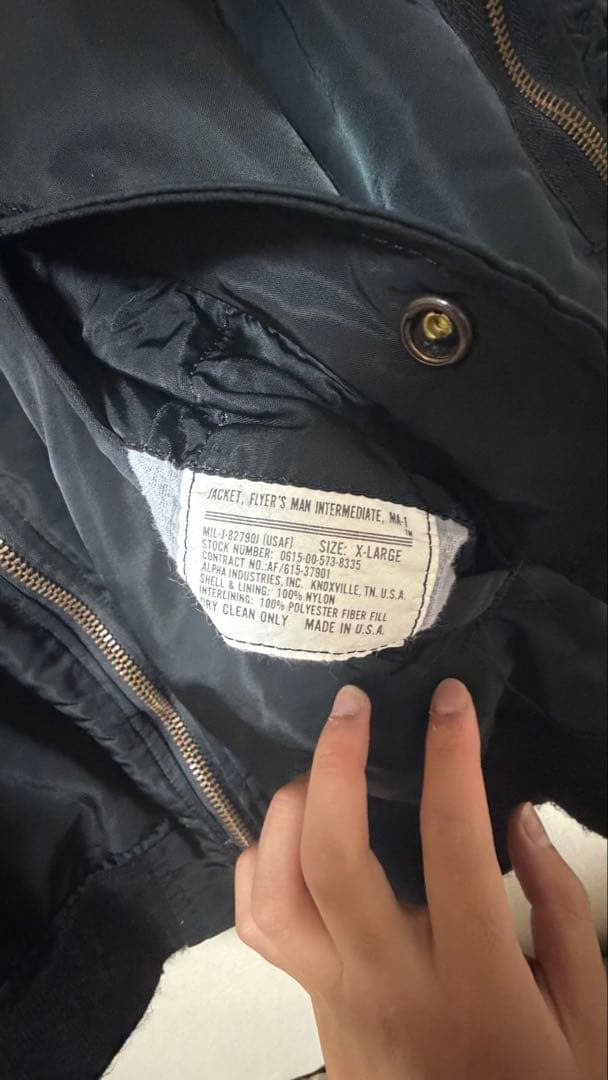 JACKET, FLYER'S MAN INTERMEDIATE, MA-1 TM
MIL-J-82790J (USAF) SIZE: X-LARGE
STOCK NUMBER: 0615-00-573-8335
CONTRACT NO.:AF/615-37901
ALPHA INDUSTRIES, INC. KNOXVILLE, TN. U.S.A.
SHELL & LINING: 100% NYLON
INTERLINING: 100% POLYESTER FIBER FILL
DRY CLEAN ONLY MADE IN U.S.A.